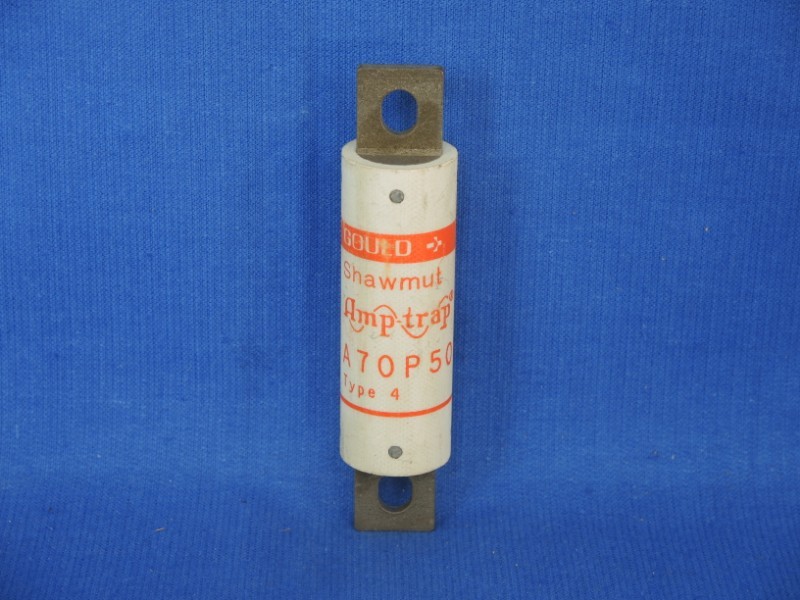 GOULD
Shawmut
Amp-trap®
A70P50
Type 4